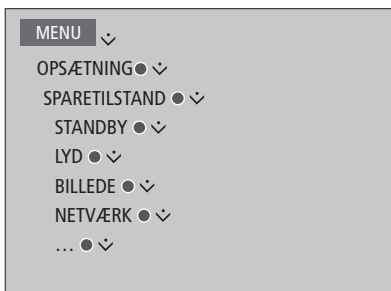 MENU
OPSÆTNING
SPARETILSTAND
STANDBY
LYD
BILLEDE
NETVÆRK
...